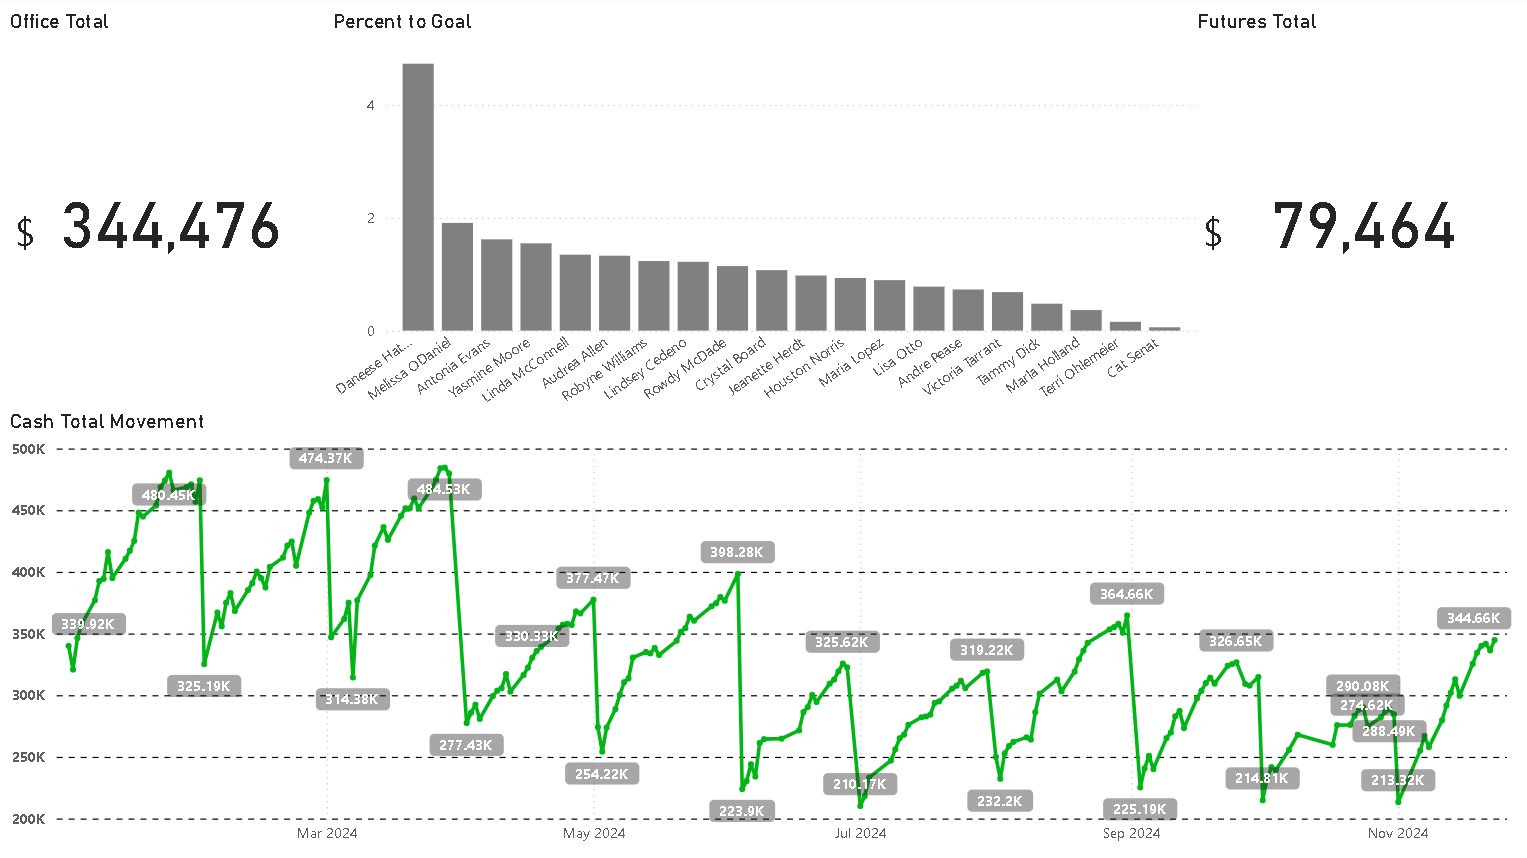 Office Total
Percent to Goal
Futures Total
4
2
0
$ 344,476
$ 79,464
Daneese Hat...
Melissa ODaniel
Antonia Evans
Yasmine Moore
Linda McConnell
Audrea Allen
Robyne Williams
Lindsey Cedeno
Rowdy McDade
Crystal Board
Jeanette Herdt
Houston Norris
Maria Lopez
Lisa Otto
Andre Pease
Victoria Tarrant
Tammy Dick
Marla Holland
Terri Ohlemeier
Cat Senat
Cash Total Movement
500K
450K
400K
350K
300K
250K
200K
339.92K
480.45K
325.19K
474.37K
314.38K
484.53K
277.43K
330.33K
377.47K
254.22K
398.28K
223.9K
325.62K
210.17K
319.22K
232.2K
364.66K
225.19K
326.65K
214.81K
290.08K
274.62K
288.49K
213.32K
344.66K
Mar 2024
May 2024
Jul 2024
Sep 2024
Nov 2024